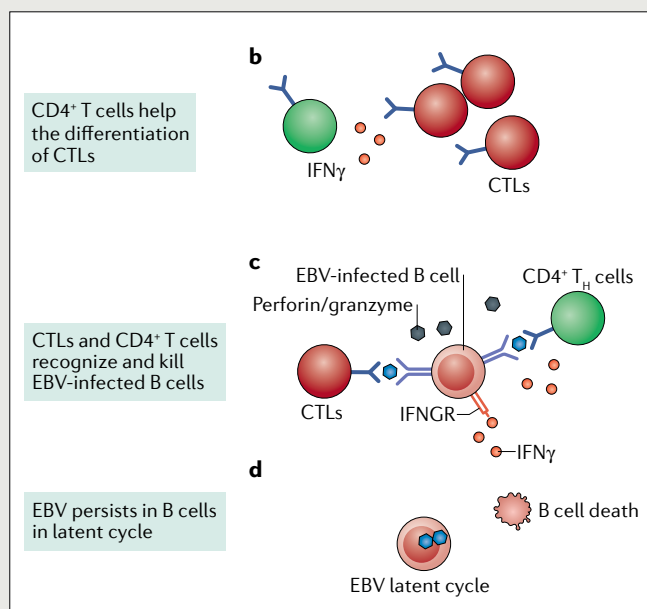 b
CD4⁺ T cells help
the differentiation
of CTLs
IFNγ
CTLs
c
EBV-infected B cell
CD4⁺ T_H cells
Perforin/granzyme
CTLs and CD4⁺ T cells
recognize and kill
EBV-infected B cells
CTLs
IFNGR
IFNγ
d
EBV persists in B cells
in latent cycle
B cell death
EBV latent cycle